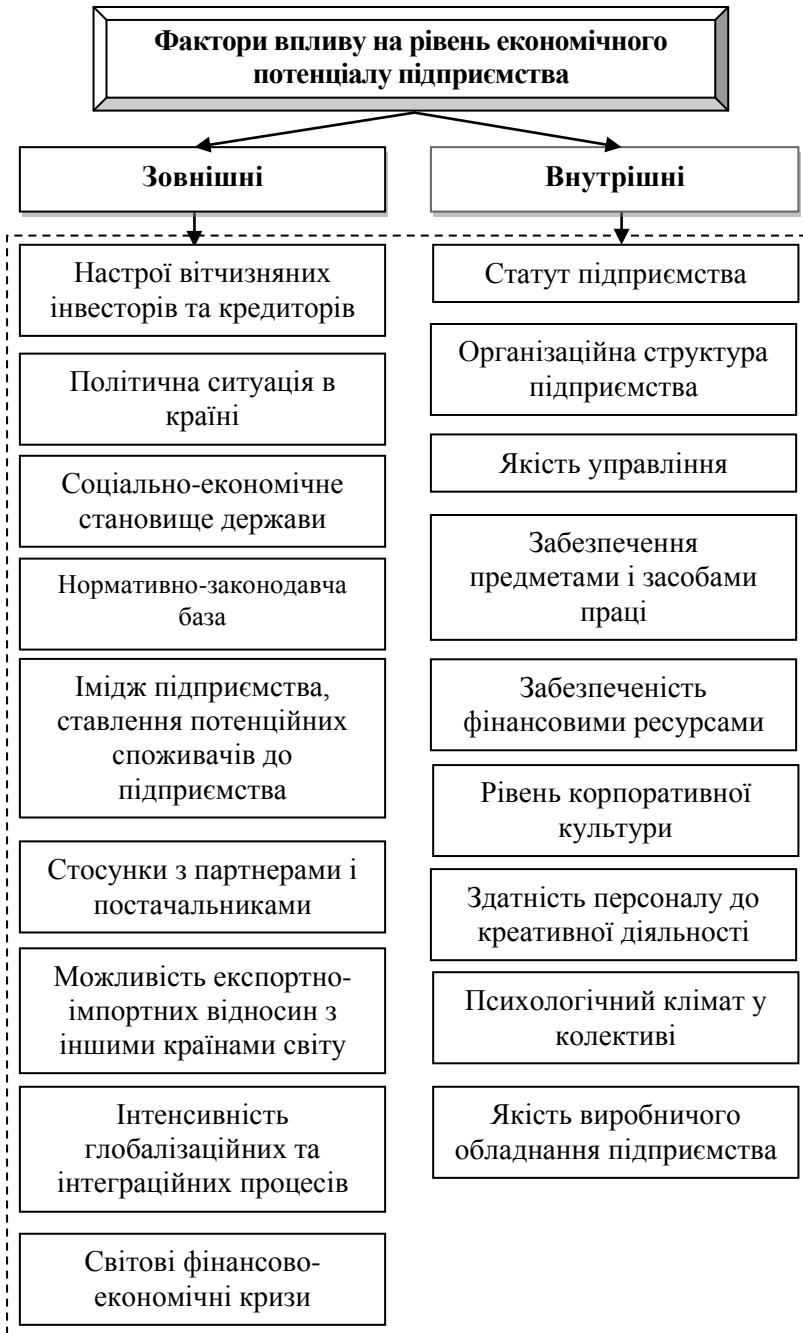 Фактори впливу на рівень економічного
потенціалу підприємства
Зовнішні
Внутрішні
Настрої вітчизняних
інвесторів та кредиторів
Політична ситуація в
країні
Соціально-економічне
становище держави
Нормативно-законодавча
база
Імідж підприємства,
ставлення потенційних
споживачів до
підприємства
Стосунки з партнерами і
постачальниками
Можливість експортно-
імпортних відносин з
іншими країнами світу
Інтенсивність
глобалізаційних та
інтеграційних процесів
Світові фінансово-
економічні кризи
Статут підприємства
Організаційна структура
підприємства
Якість управління
Забезпечення
предметами і засобами
праці
Забезпеченість
фінансовими ресурсами
Рівень корпоративної
культури
Здатність персоналу до
креативної діяльності
Психологічний клімат у
колективі
Якість виробничого
обладнання підприємства